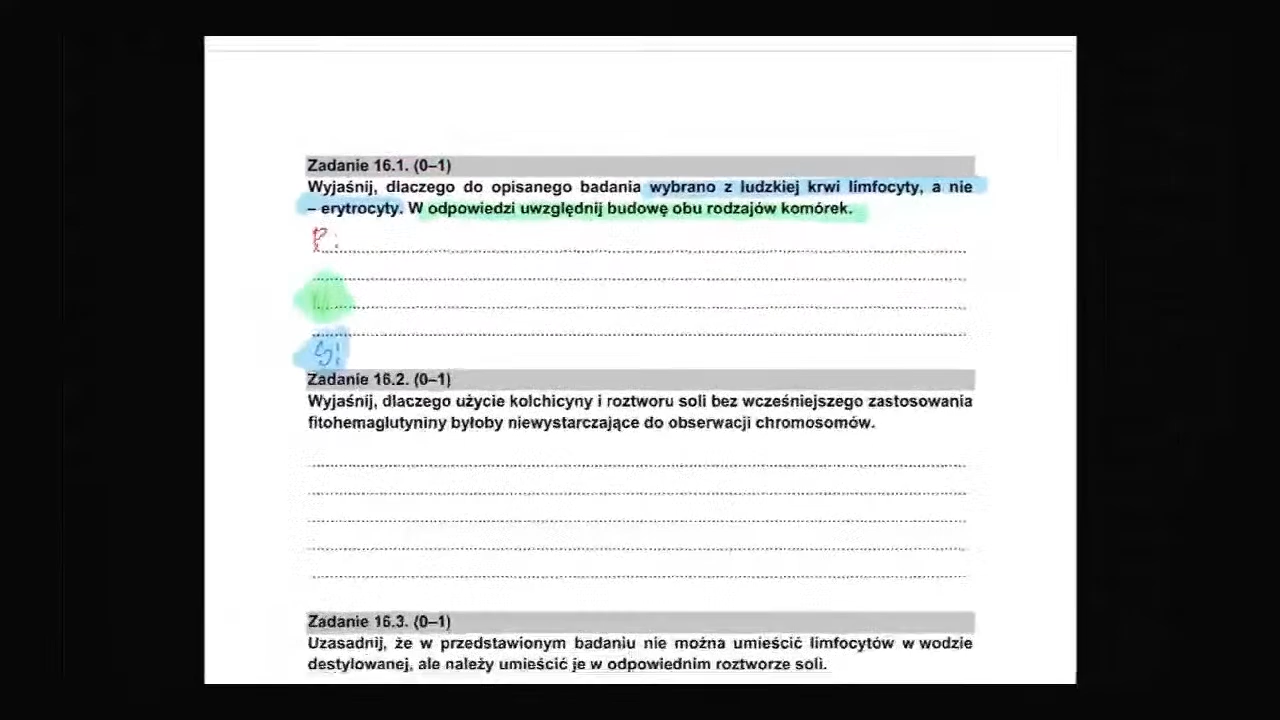 Zadanie 16.1. (0–1)
Wyjaśnij, dlaczego do opisanego badania wybrano z ludzkiej krwi limfocyty, a nie
– erytrocyty. W odpowiedzi uwzględnij budowę obu rodzajów komórek.
P:
S:
Zadanie 16.2. (0–1)
Wyjaśnij, dlaczego użycie kolchicyny i roztworu soli bez wcześniejszego zastosowania
fitohemaglutyniny byłoby niewystarczające do obserwacji chromosomów.
Zadanie 16.3. (0–1)
Uzasadnij, że w przedstawionym badaniu nie można umieścić limfocytów w wodzie
destylowanej, ale należy umieścić je w odpowiednim roztworze soli.